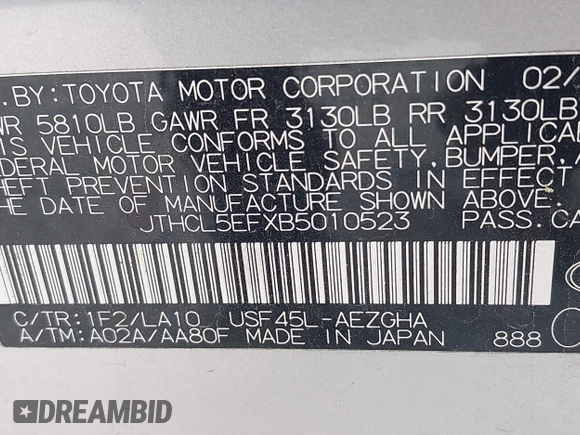 .BY:TOYOTA MOTOR CORPORATION 02/
WR 5810LB GAWR FR 3130LB RR 3130LB
IS VEHICLE CONFORMS TO ALL APPLICA
EDERAL MOTOR VEHICLE SAFETY, BUMPER, A
THEFT PREVENTION STANDARDS IN EFFECT
HE DATE OF MANUFACTURE SHOWN ABOVE.
JTHCL5EFXB5010523 PASS.CA
C/TR:1F2/LA10 USF45L-AEZGHA
A/TM:A02A/AA80F MADE IN JAPAN 888
DREAMBID